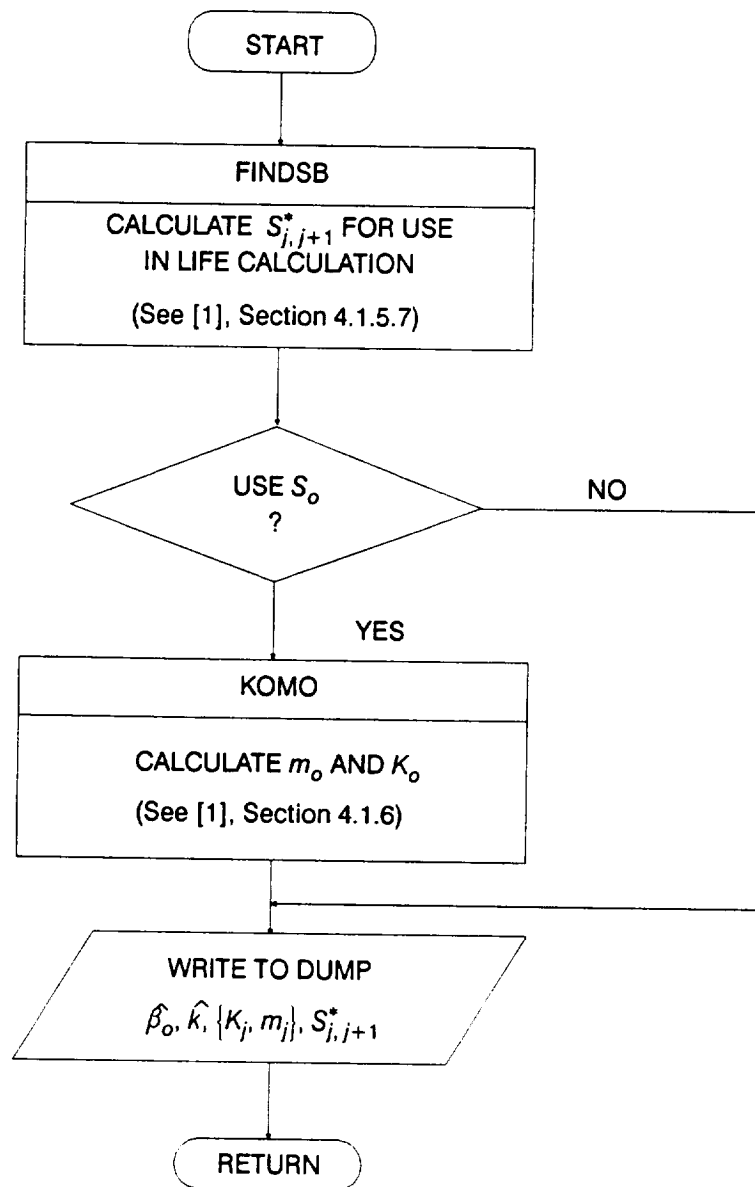 START
FINDSB
CALCULATE S*j, j+1 FOR USE
IN LIFE CALCULATION
(See [1], Section 4.1.5.7)
USE So
?
NO
YES
KOMO
CALCULATE mo AND Ko
(See [1], Section 4.1.6)
WRITE TO DUMP
β̂o, k̂, {Kj, mj}, S*j, j+1
RETURN